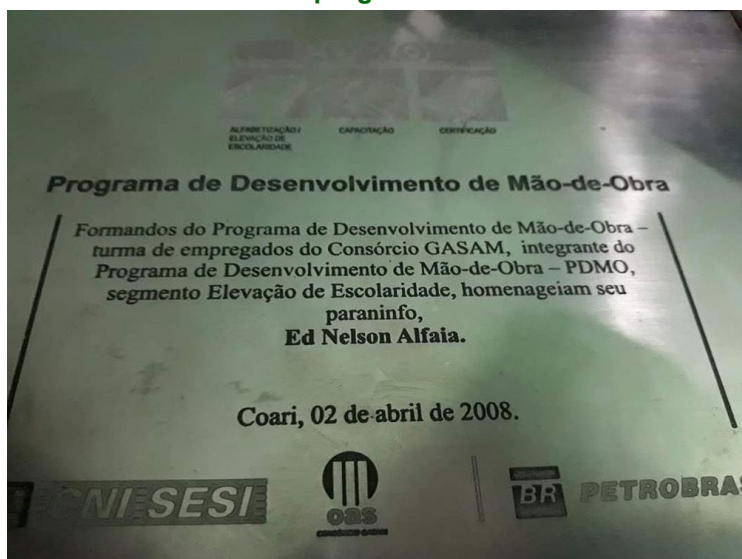 ALFABETIZAÇÃO / CAPACITAÇÃO CERTIFICAÇÃO
ELEVAÇÃO DE
ESCOLARIDADE
Programa de Desenvolvimento de Mão-de-Obra
Formandos do Programa de Desenvolvimento de Mão-de-Obra –
turma de empregados do Consórcio GASAM, integrante do
Programa de Desenvolvimento de Mão-de-Obra – PDMO,
segmento Elevação de Escolaridade, homenageiam seu
paraninfo,
Ed Nelson Alfaia.
Coari, 02 de abril de 2008.
CNI SESI
oas
CONSÓRCIO GASAM
BR PETROBRAS